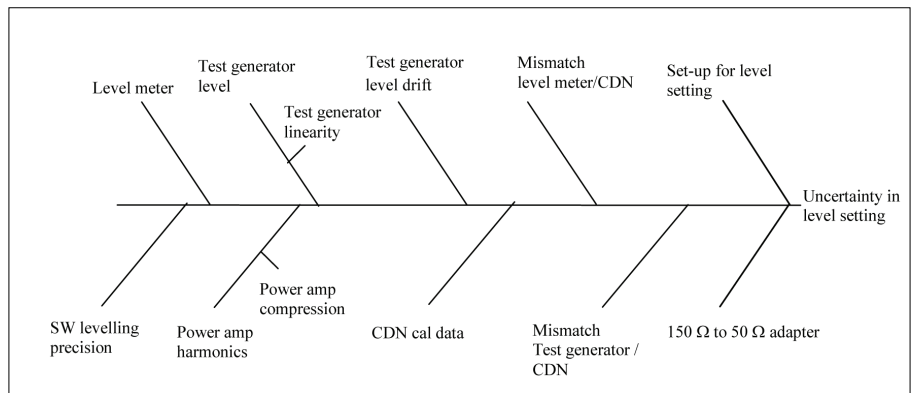 Level meter
Test generator
level
Test generator
linearity
Test generator
level drift
Mismatch
level meter/CDN
Set-up for level
setting
Uncertainty in
level setting
SW levelling
precision
Power amp
harmonics
Power amp
compression
CDN cal data
Mismatch
Test generator /
CDN
150 Ω to 50 Ω adapter